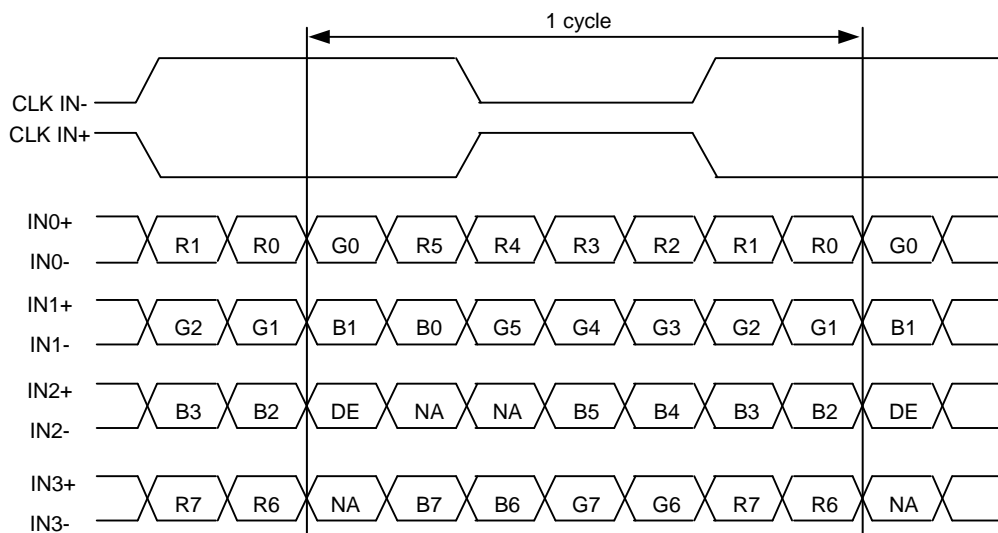 1 cycle
CLK IN-
CLK IN+
IN0+
R1 R0 G0 R5 R4 R3 R2 R1 R0 G0
IN0-
IN1+
G2 G1 B1 B0 G5 G4 G3 G2 G1 B1
IN1-
IN2+
B3 B2 DE NA NA B5 B4 B3 B2 DE
IN2-
IN3+
R7 R6 NA B7 B6 G7 G6 R7 R6 NA
IN3-